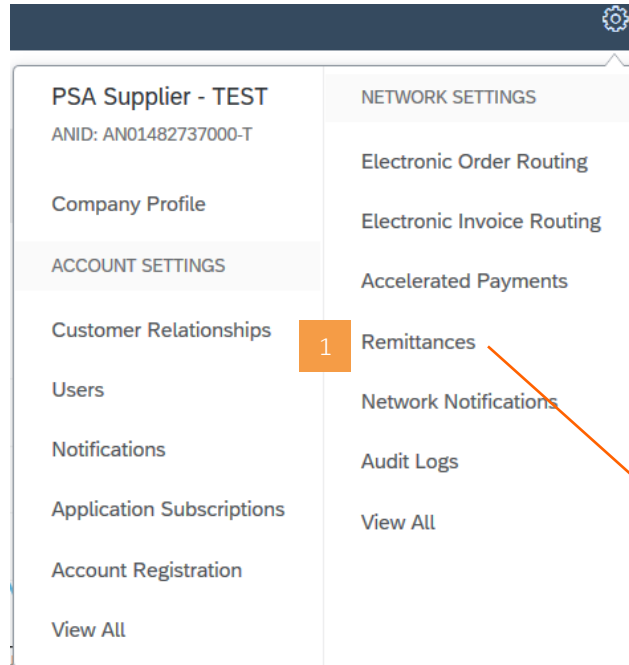 PSA Supplier - TEST
ANID: AN01482737000-T
Company Profile
ACCOUNT SETTINGS
Customer Relationships
Users
Notifications
Application Subscriptions
Account Registration
View All
NETWORK SETTINGS
Electronic Order Routing
Electronic Invoice Routing
Accelerated Payments
1
Remittances
Network Notifications
Audit Logs
View All